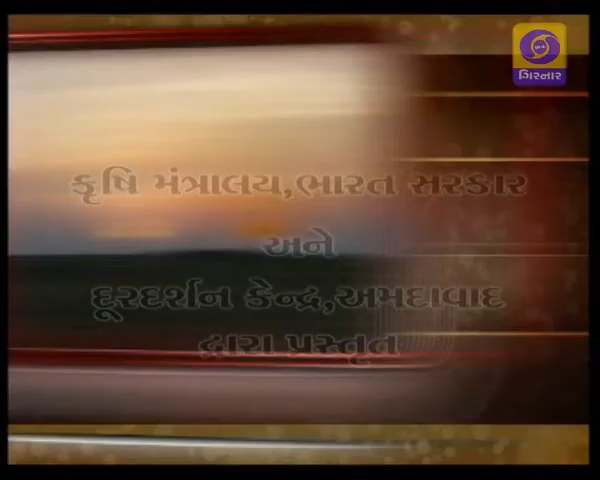 ગિરનાર
કૃષિ મંત્રાલય,ભારત સરકાર
અને
દૂરદર્શન કેન્દ્ર,અમદાવાદ
દ્વારા પ્રસ્તૃત